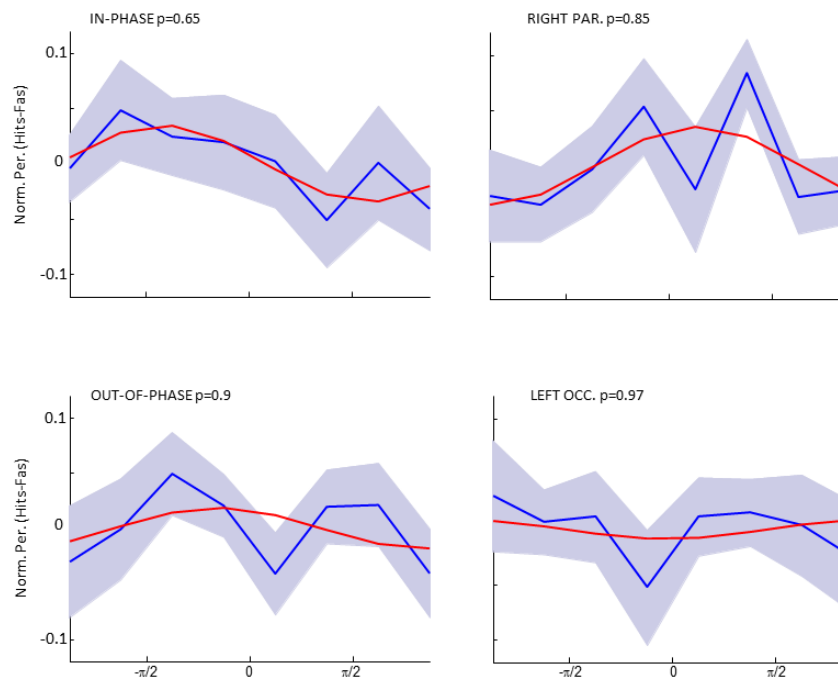 IN-PHASE p=0.65
RIGHT PAR. p=0.85
0.1
0
-0.1
Norm. Per. (Hits-Fas)
OUT-OF-PHASE p=0.9
LEFT OCC. p=0.97
0.1
0
-0.1
Norm. Per. (Hits-Fas)
-π/2 0 π/2
-π/2 0 π/2